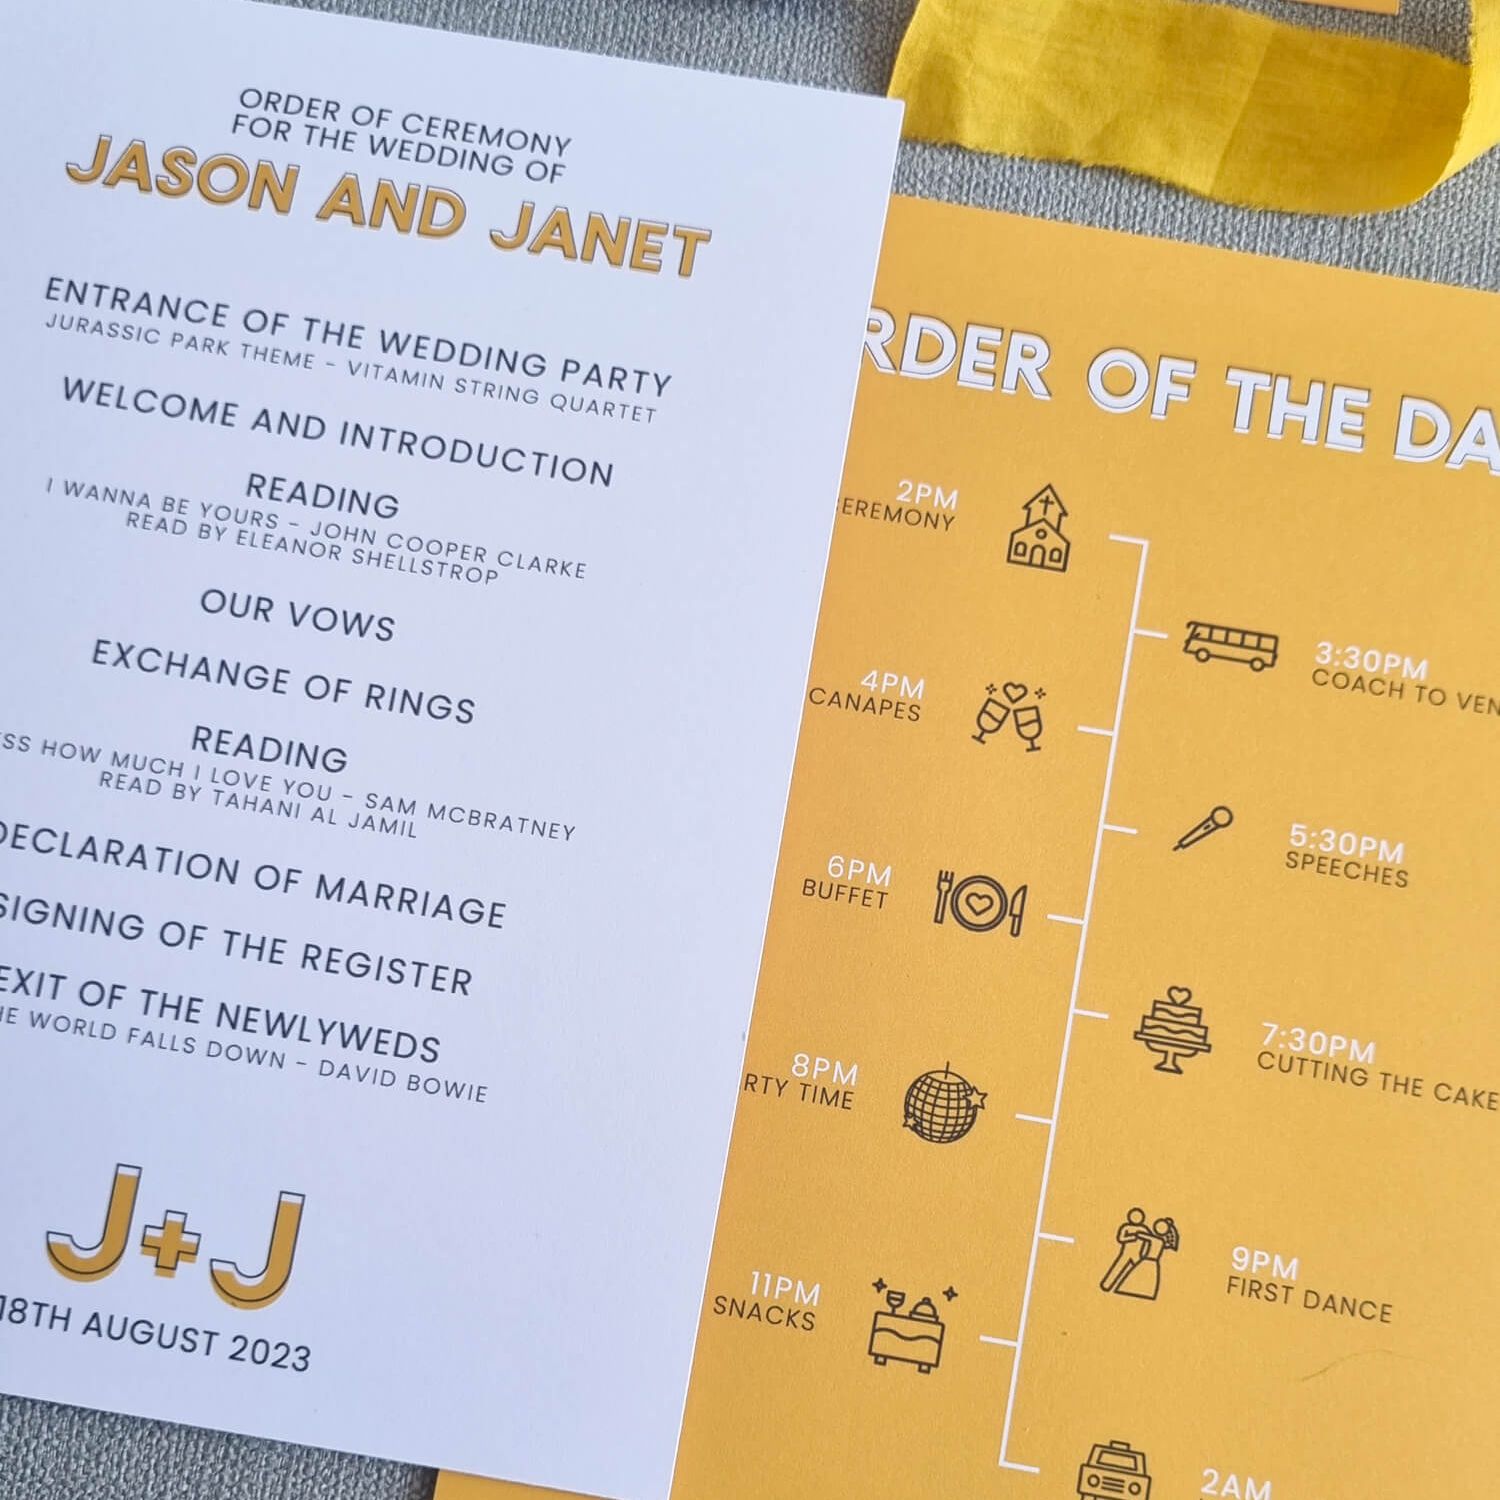 ORDER OF CEREMONY
FOR THE WEDDING OF
JASON AND JANET
ENTRANCE OF THE WEDDING PARTY
JURASSIC PARK THEME - VITAMIN STRING QUARTET
WELCOME AND INTRODUCTION
READING
I WANNA BE YOURS - JOHN COOPER CLARKE
READ BY ELEANOR SHELLSTROP
OUR VOWS
EXCHANGE OF RINGS
READING
SS HOW MUCH I LOVE YOU - SAM MCBRATNEY
READ BY TAHANI AL JAMIL
DECLARATION OF MARRIAGE
SIGNING OF THE REGISTER
EXIT OF THE NEWLYWEDS
HE WORLD FALLS DOWN - DAVID BOWIE
J+J
18TH AUGUST 2023
RDER OF THE DA
2PM
EREMONY
3:30PM
COACH TO VEN
4PM
CANAPES
5:30PM
SPEECHES
6PM
BUFFET
7:30PM
CUTTING THE CAKE
8PM
RTY TIME
9PM
FIRST DANCE
11PM
SNACKS
2AM